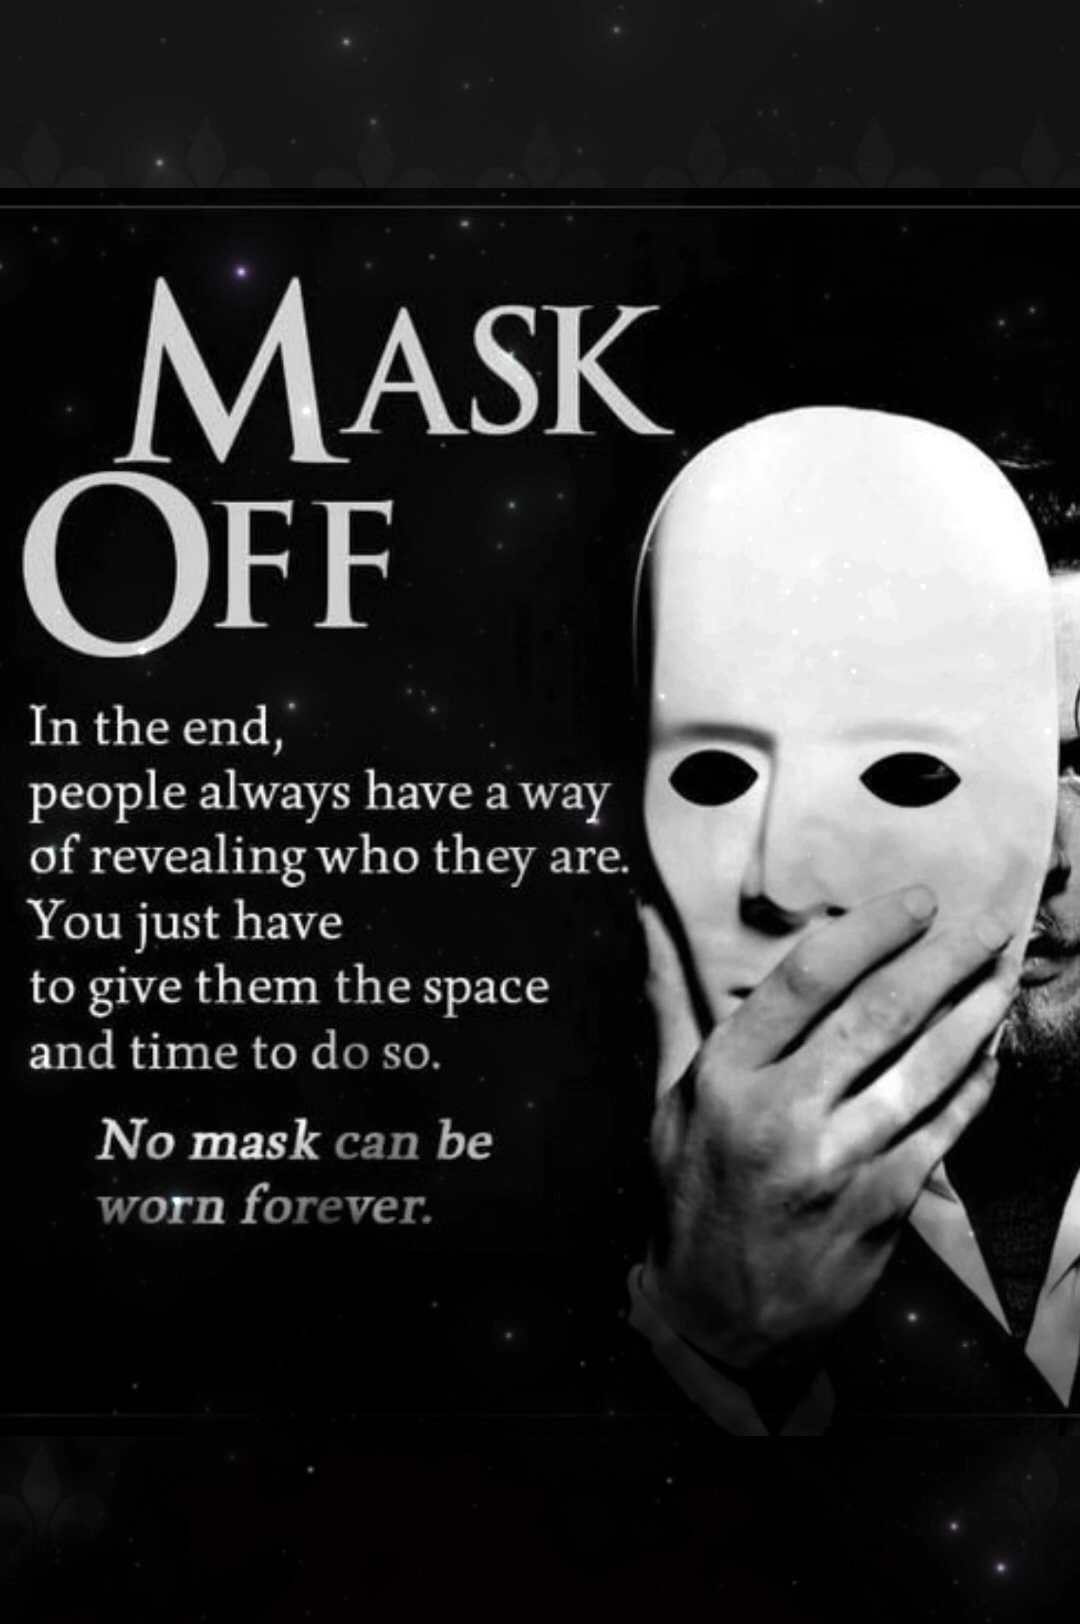 MASK
OFF
In the end,
people always have a way
of revealing who they are.
You just have
to give them the space
and time to do so.
No mask can be
worn forever.